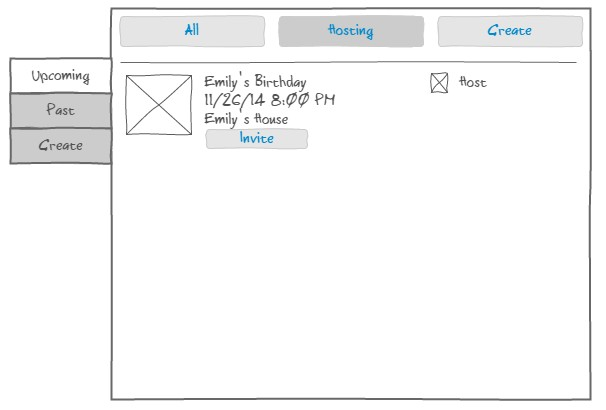 All
Hosting
Create
Upcoming
Past
Create
Emily's Birthday
11/26/14 8:00 PM
Emily's House
Invite
Host